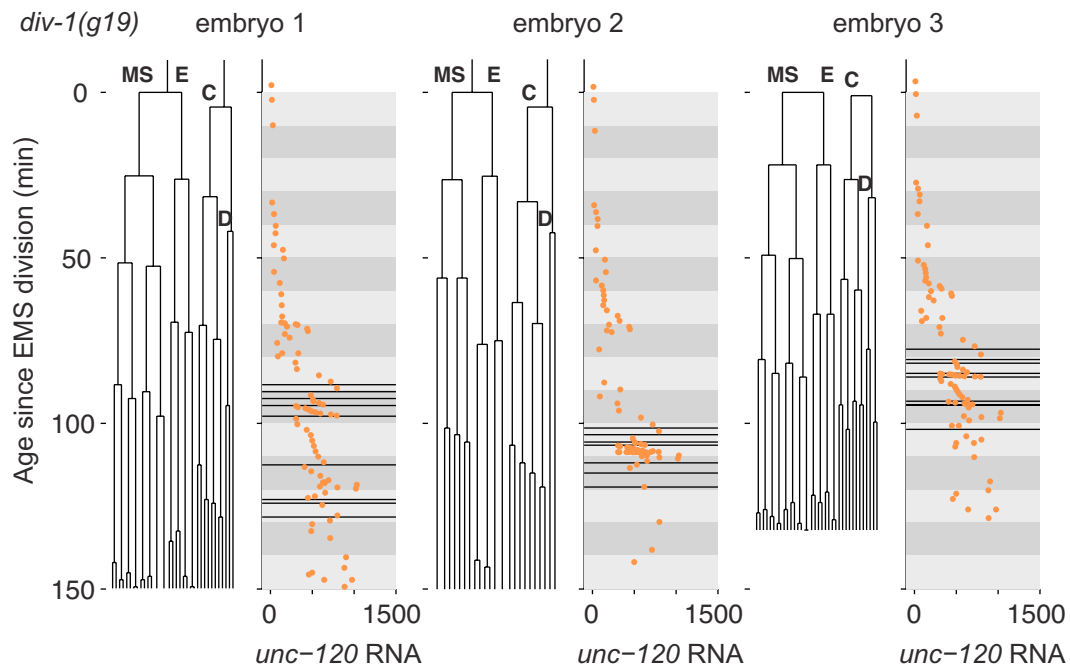 div-1(g19) embryo 1 embryo 2 embryo 3
MS E C D
MS E C D
MS E C D
Age since EMS division (min)
0
50
100
150
0 1500 0 1500 0 1500
unc−120 RNA unc−120 RNA unc−120 RNA